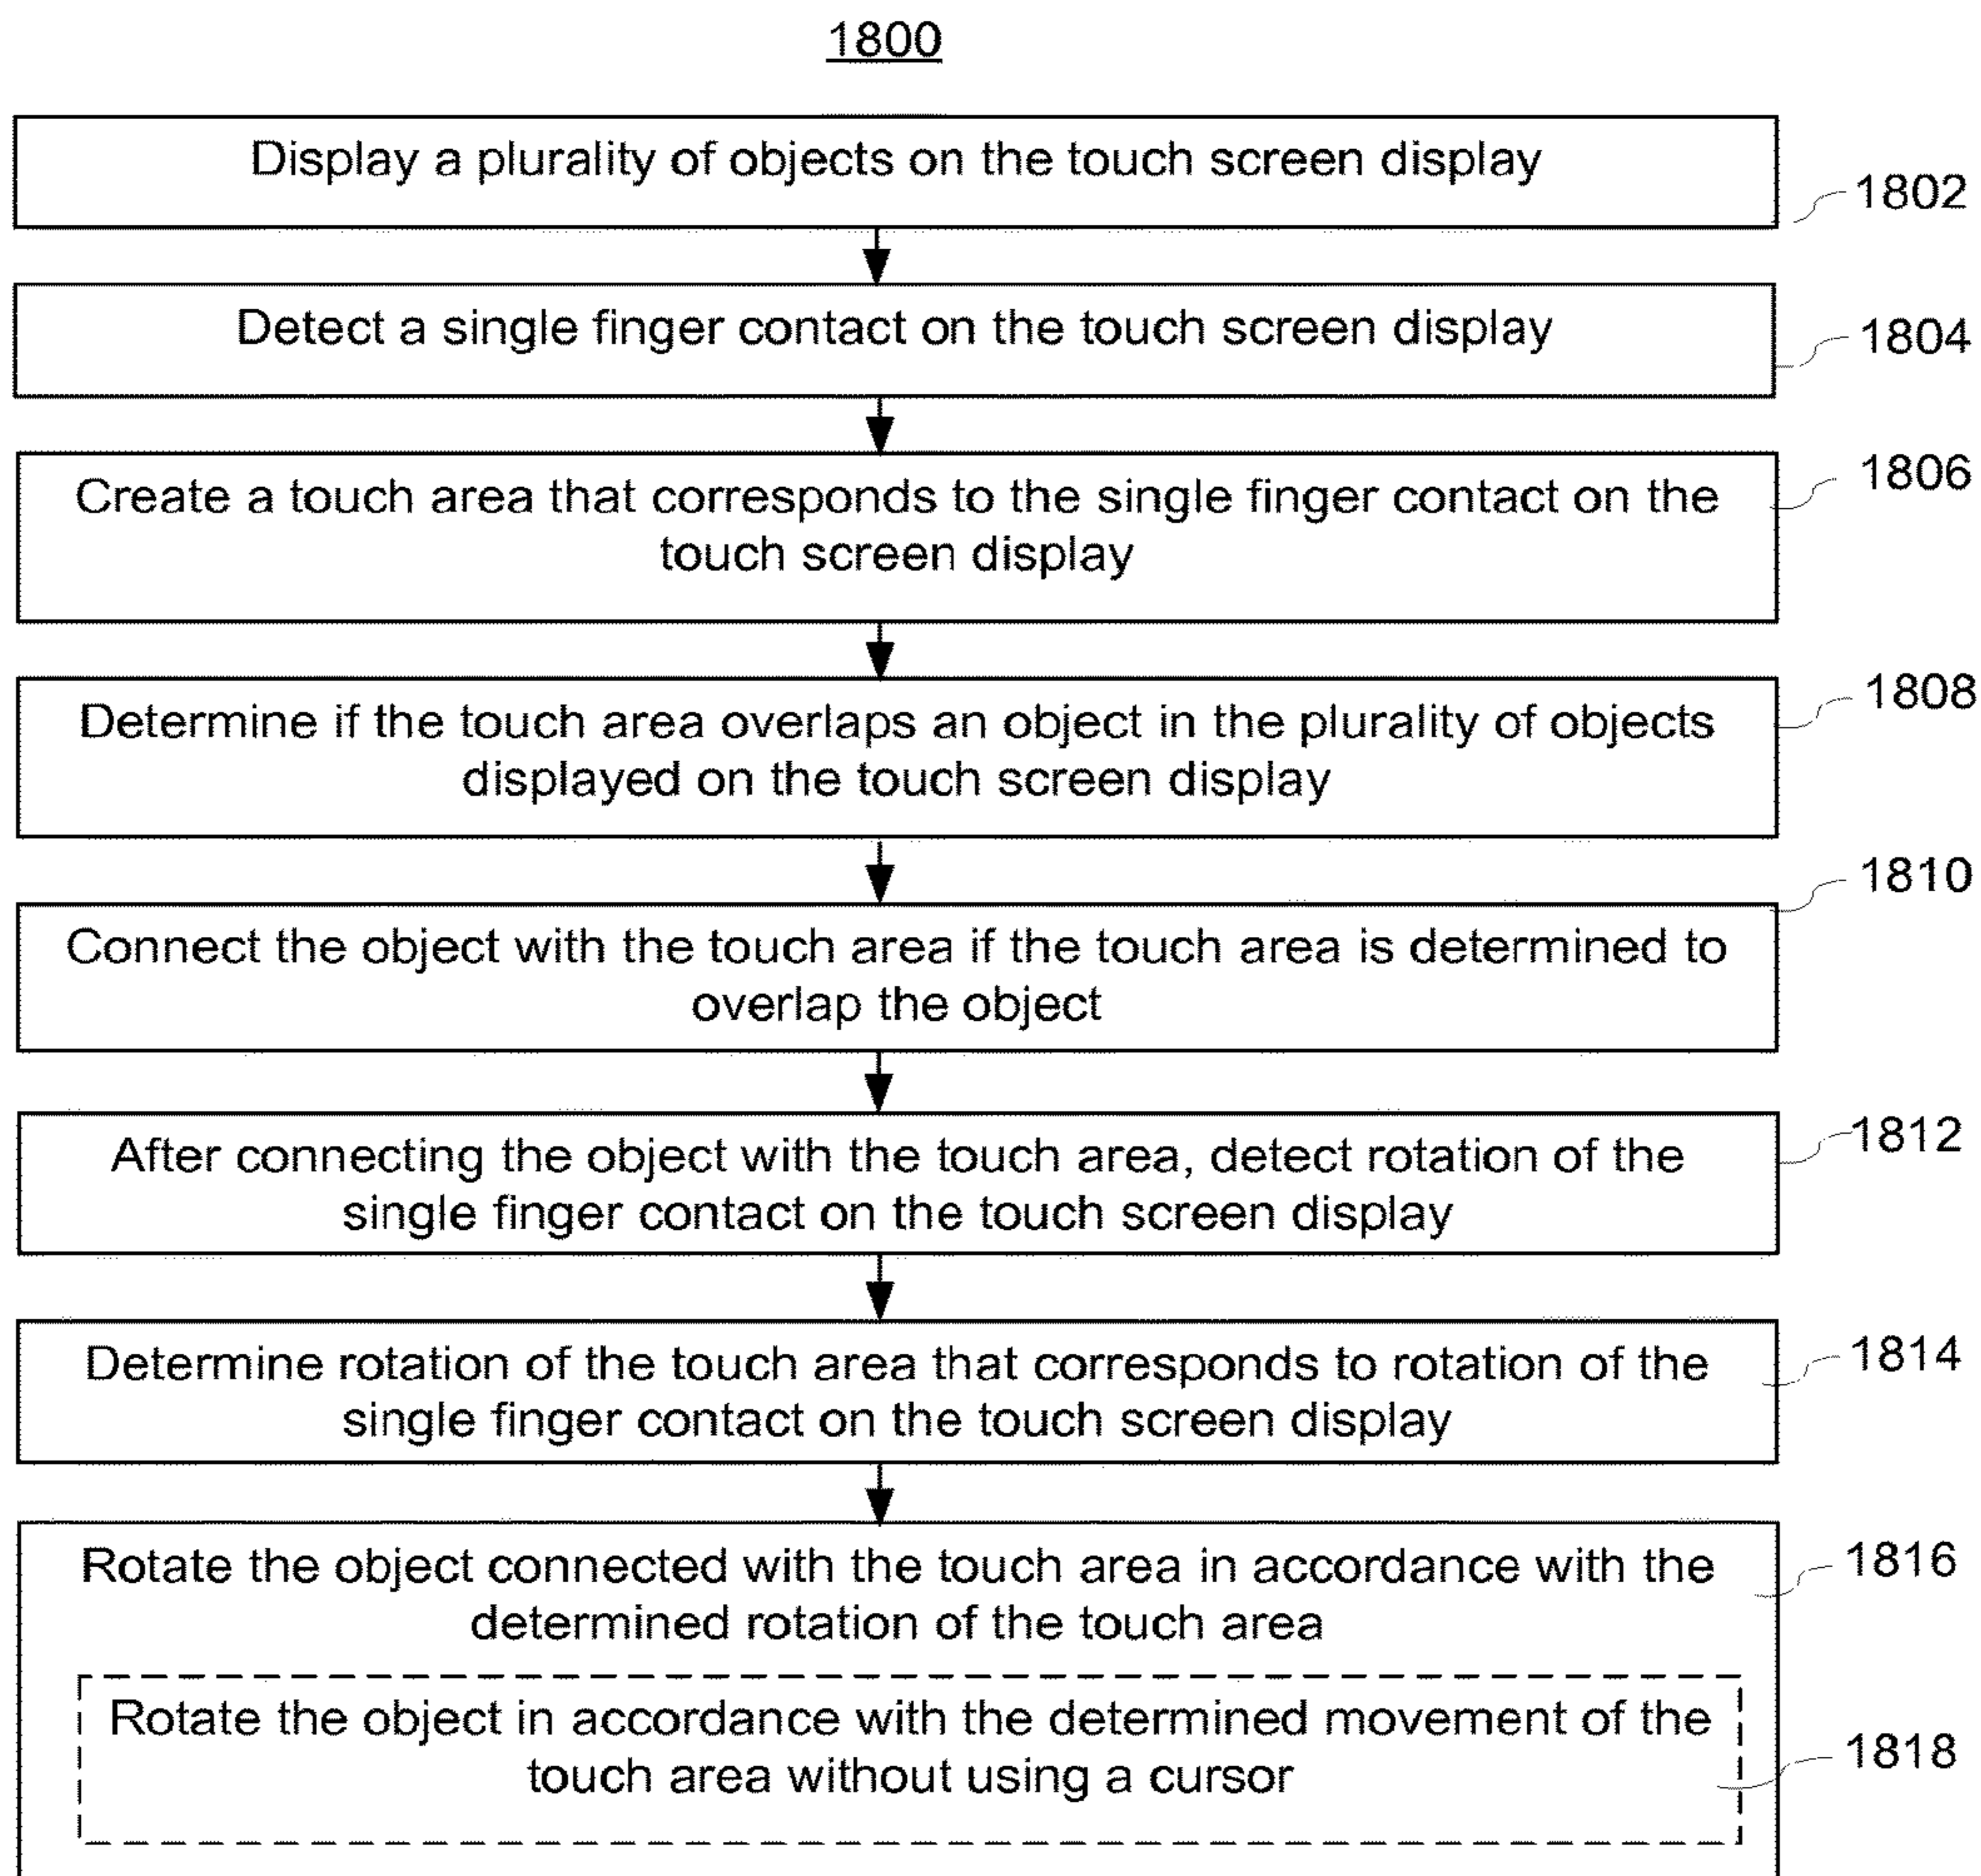 1800
Display a plurality of objects on the touch screen display
1802
Detect a single finger contact on the touch screen display
1804
Create a touch area that corresponds to the single finger contact on the
touch screen display
1806
Determine if the touch area overlaps an object in the plurality of objects
displayed on the touch screen display
1808
Connect the object with the touch area if the touch area is determined to
overlap the object
1810
After connecting the object with the touch area, detect rotation of the
single finger contact on the touch screen display
1812
Determine rotation of the touch area that corresponds to rotation of the
single finger contact on the touch screen display
1814
Rotate the object connected with the touch area in accordance with the
determined rotation of the touch area
1816
Rotate the object in accordance with the determined movement of the
touch area without using a cursor
1818